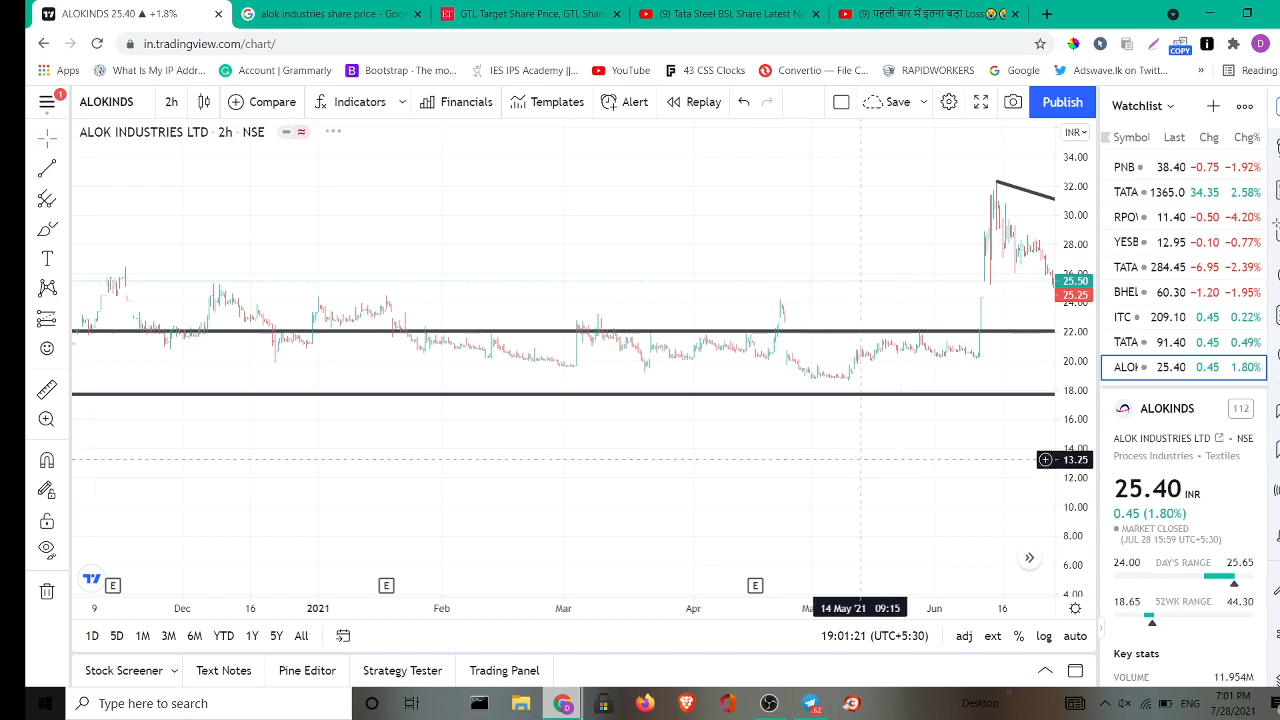 ALOKINDS 25.40 ▲ +1.8%
alok industries share price - Goo
GTL Target Share Price, GTL Share
(9) Tata Steel BSL Share Latest Ne
(9) पहली बार में इतना बड़ा Loss😲😲
in.tradingview.com/chart/
COPY
D
Apps
What Is My IP Addr...
Account | Grammarly
Bootstrap · The mo...
IES IPS Academy ||...
YouTube
43 CSS Clocks
Convertio — File C...
RAPIDWORKERS
Google
Adswave.lk on Twitt...
Reading
1
ALOKINDS
2h
Compare
Indicators
Financials
Templates
Alert
Replay
Save
Publish
ALOK INDUSTRIES LTD · 2h · NSE
INR
34.00
32.00
30.00
28.00
26.00
25.50
25.25
24.00
22.00
20.00
18.00
16.00
14.00
13.25
12.00
10.00
8.00
6.00
4.00
E
E
E
9
Dec
16
2021
Feb
Mar
Apr
14 May '21 09:15
Jun
16
1D 5D 1M 3M 6M YTD 1Y 5Y All
19:01:21 (UTC+5:30)
adj ext % log auto
Stock Screener
Text Notes
Pine Editor
Strategy Tester
Trading Panel
Watchlist
Symbol Last Chg Chg%
PNB 38.40 −0.75 −1.92%
TATA 1365.0 34.35 2.58%
RPO 11.40 −0.50 −4.20%
YESB 12.95 −0.10 −0.77%
TATA 284.45 −6.95 −2.39%
BHEL 60.30 −1.20 −1.95%
ITC 209.10 0.45 0.22%
TATA 91.40 0.45 0.49%
ALOK 25.40 0.45 1.80%
ALOKINDS 112
ALOK INDUSTRIES LTD · NSE
Process Industries · Textiles
25.40 INR
0.45 (1.80%)
MARKET CLOSED
(JUL 28 15:59 UTC+5:30)
24.00 DAY'S RANGE 25.65
18.65 52WK RANGE 44.30
Key stats
VOLUME 11.954M
Type here to search
62
Desktop
ENG
7:01 PM
7/28/2021